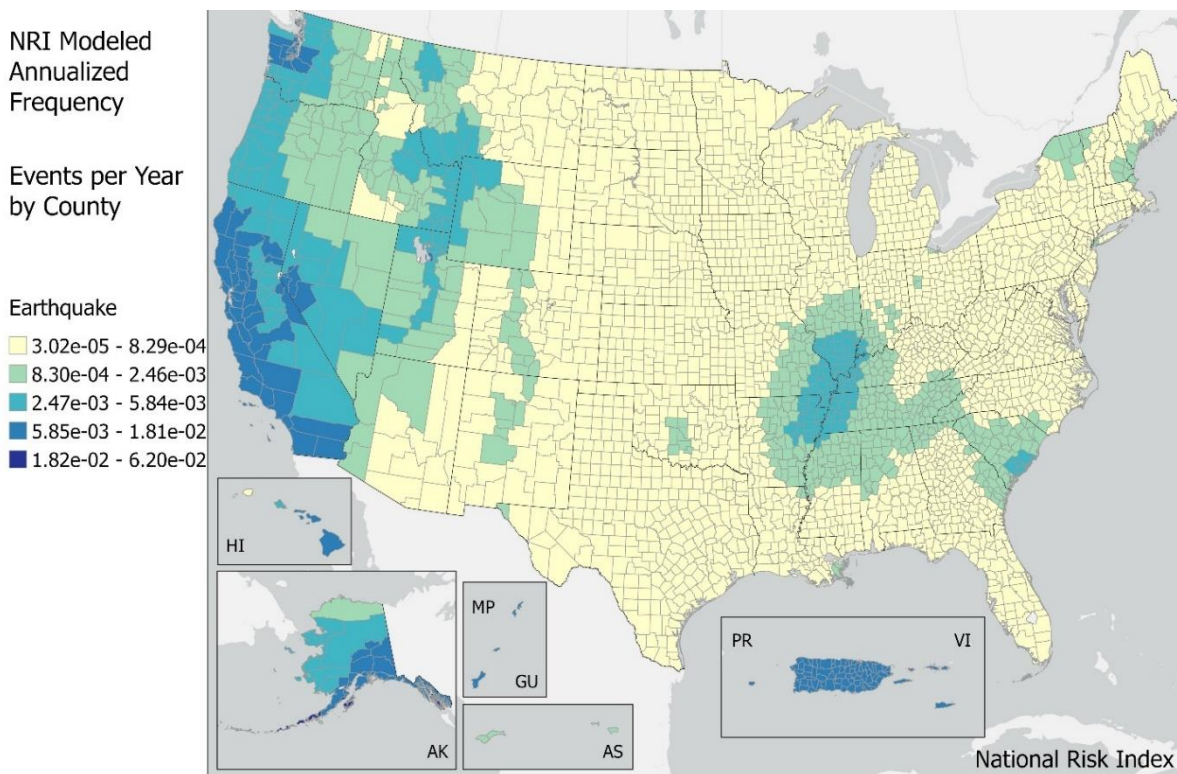 NRI Modeled
Annualized
Frequency
Events per Year
by County
Earthquake
3.02e-05 - 8.29e-04
8.30e-04 - 2.46e-03
2.47e-03 - 5.84e-03
5.85e-03 - 1.81e-02
1.82e-02 - 6.20e-02
HI
AK
MP
GU
AS
PR
VI
National Risk Index